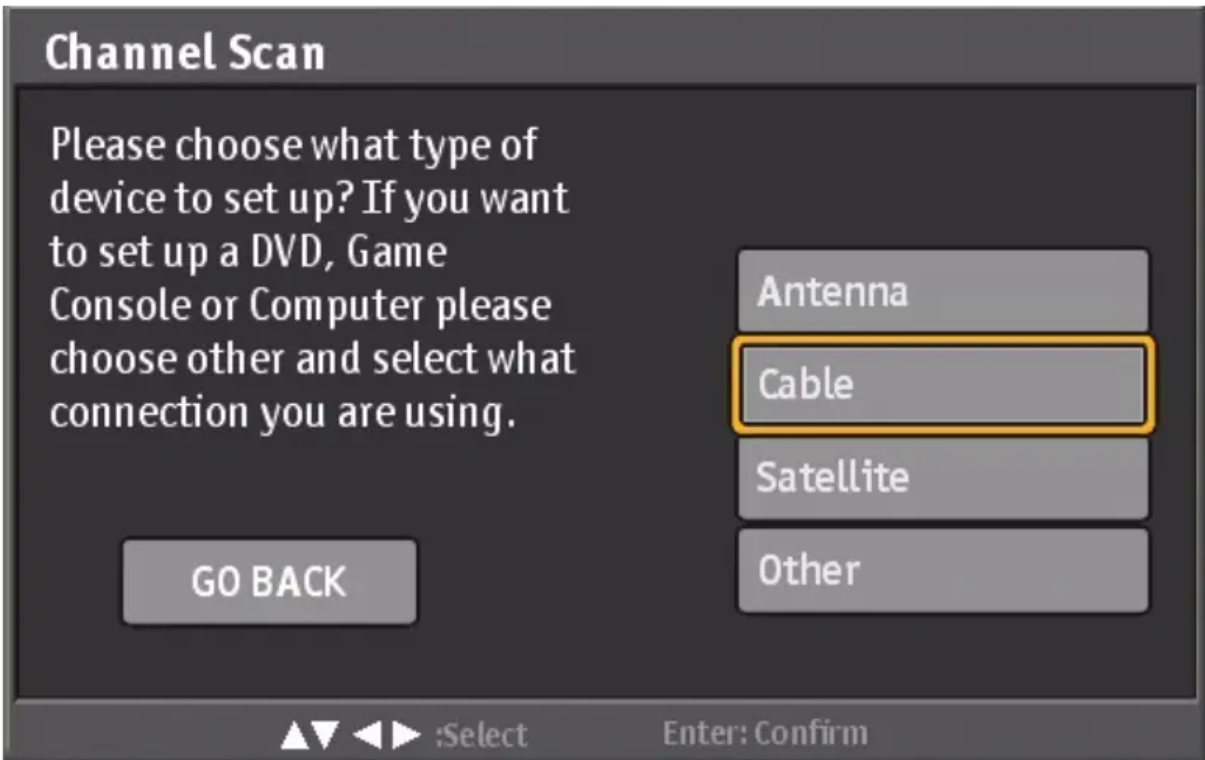 Channel Scan
Please choose what type of
device to set up? If you want
to set up a DVD, Game
Console or Computer please
choose other and select what
connection you are using.
Antenna
Cable
Satellite
Other
GO BACK
▲▼ ◀▶ :Select Enter: Confirm